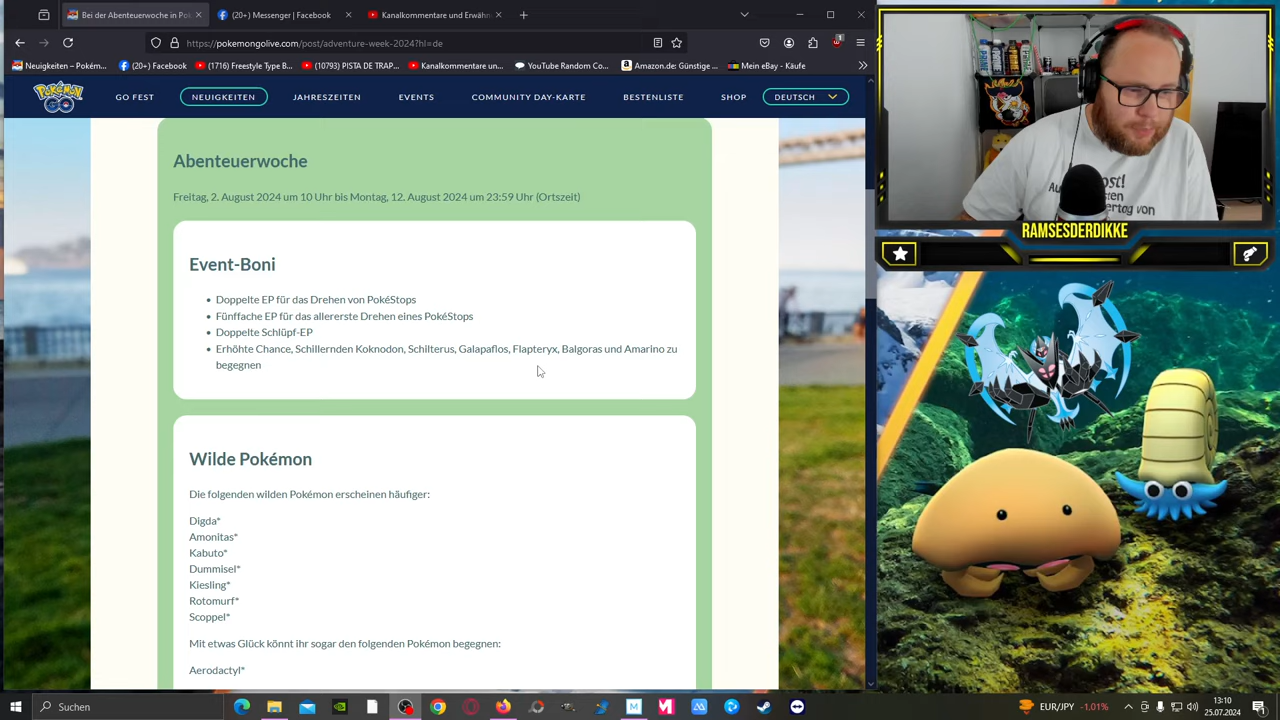 Bei der Abenteuerwoche in Po
(20+) Messenger | Facebook
Kanalkommentare und Erwähn
https://pokemongolive.com/post/adventure-week-2024?hl=de
Neuigkeiten – Pokém...
(20+) Facebook
(1716) Freestyle Type B...
(10793) PISTA DE TRAP...
Kanalkommentare un...
YouTube Random Co...
Amazon.de: Günstige ...
Mein eBay - Käufe
POKÉMON GO
GO FEST
NEUIGKEITEN
JAHRESZEITEN
EVENTS
COMMUNITY DAY-KARTE
BESTENLISTE
SHOP
DEUTSCH
Abenteuerwoche
Freitag, 2. August 2024 um 10 Uhr bis Montag, 12. August 2024 um 23:59 Uhr (Ortszeit)
Event-Boni
• Doppelte EP für das Drehen von PokéStops
• Fünffache EP für das allererste Drehen eines PokéStops
• Doppelte Schlüpf-EP
• Erhöhte Chance, Schillernden Koknodon, Schilterus, Galapaflos, Flapteryx, Balgoras und Amarino zu
begegnen
Wilde Pokémon
Die folgenden wilden Pokémon erscheinen häufiger:
Digda*
Amonitas*
Kabuto*
Dummisel*
Kiesling*
Rotomurf*
Scoppel*
Mit etwas Glück könnt ihr sogar den folgenden Pokémon begegnen:
Aerodactyl*
RAMSESDERDIKKE
Suchen
EUR/JPY -1,01%
13:10
25.07.2024